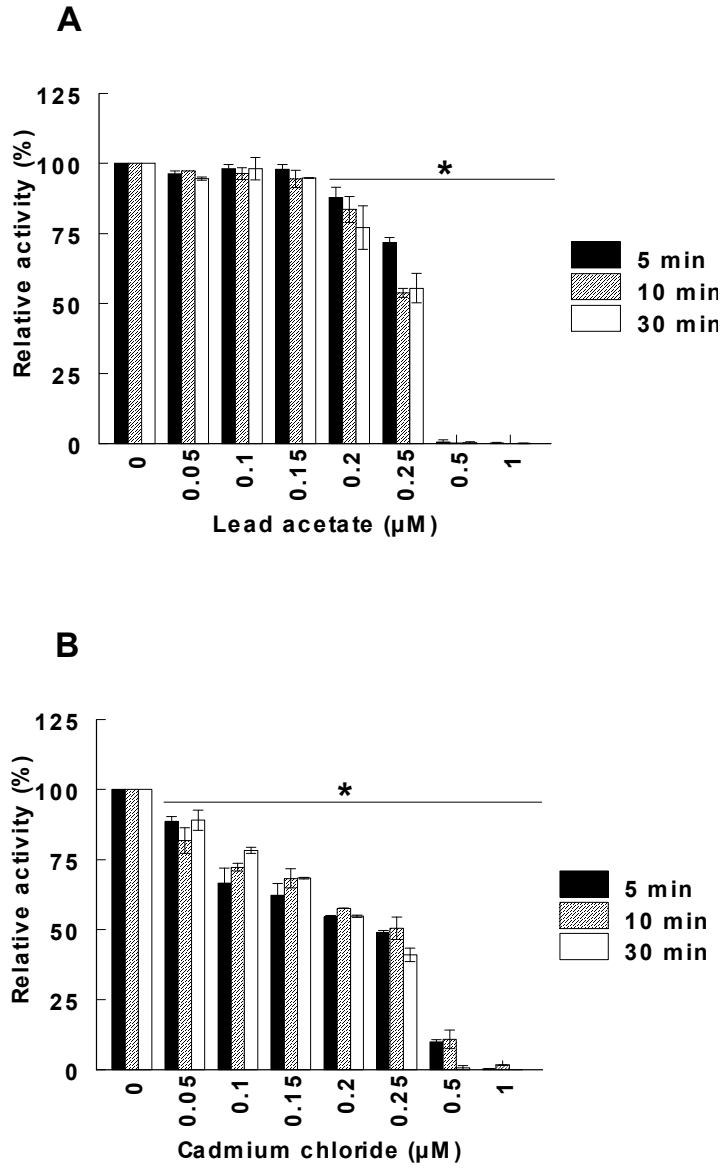 A
Relative activity (%)
125
100
75
50
25
0
*
5 min
10 min
30 min
0
0.05
0.1
0.15
0.2
0.25
0.5
1
Lead acetate (µM)
B
Relative activity (%)
125
100
75
50
25
0
*
5 min
10 min
30 min
0
0.05
0.1
0.15
0.2
0.25
0.5
1
Cadmium chloride (µM)